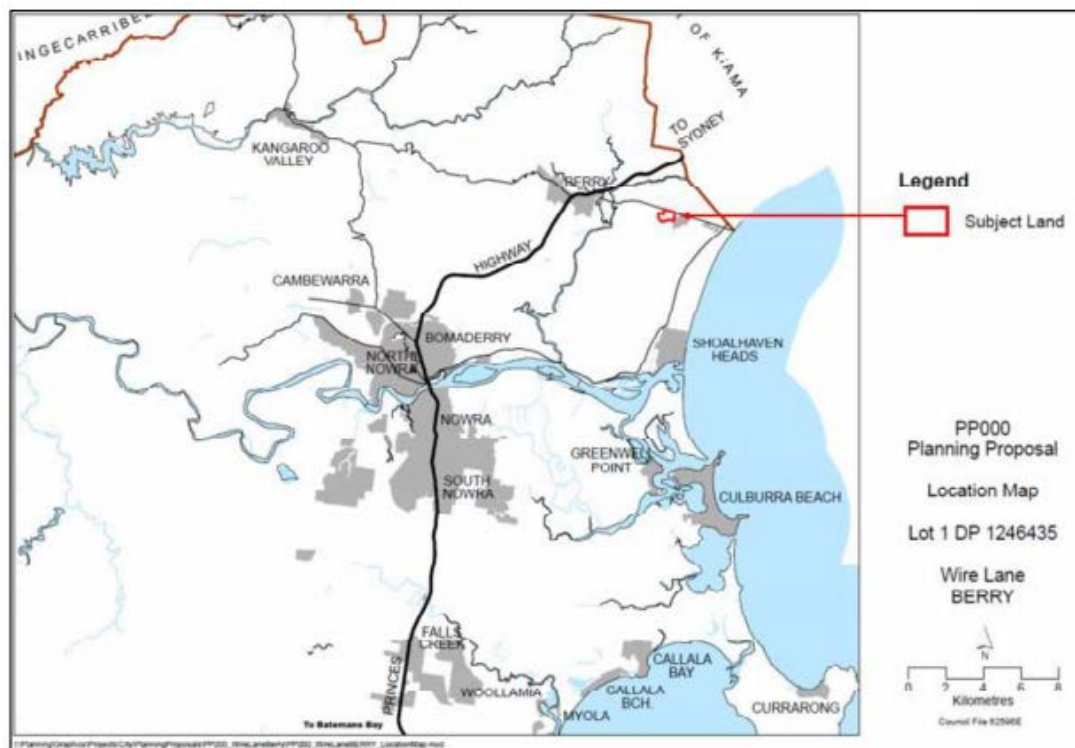 INGECARRIBEE
OF KIAMA
TO
SYDNEY
KANGAROO
VALLEY
BERRY
HIGHWAY
CAMBEWARRA
BOMADERRY
NORTH
NOWRA
SHOALHAVEN
HEADS
NOWRA
GREENWELL
POINT
SOUTH
NOWRA
CULBURRA BEACH
FALLS
CREEK
CALLALA
BAY
WOOLLAMIA
CALLALA
BCH.
PRINCES
MYOLA
CURRARONG
To Batemans Bay
Legend
Subject Land
PP000
Planning Proposal
Location Map
Lot 1 DP 1246435
Wire Lane
BERRY
N
0 2 4 6 8
Kilometres